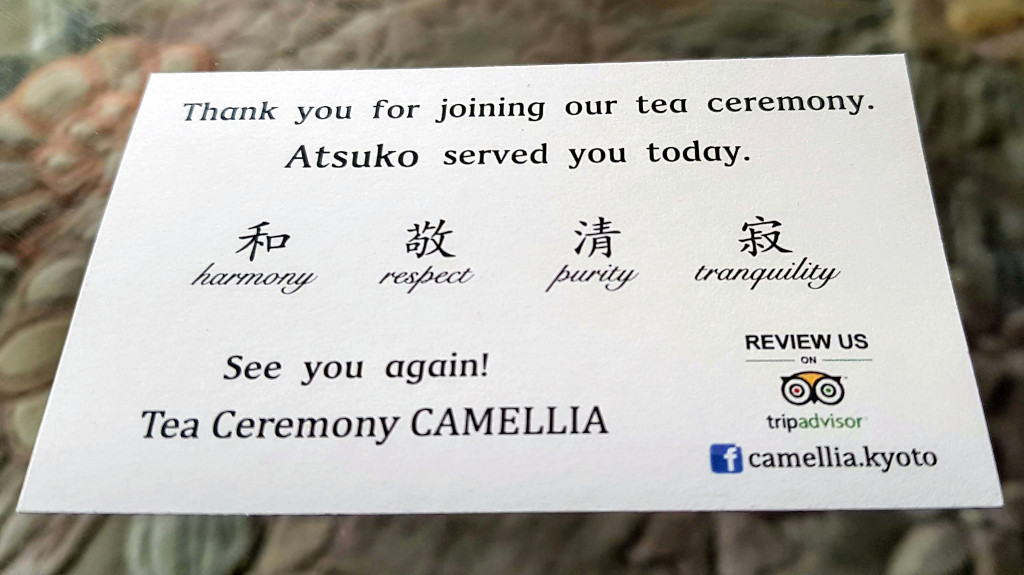 Thank you for joining our tea ceremony.
Atsuko served you today.
和 敬 清 寂
harmony respect purity tranquility
See you again!
Tea Ceremony CAMELLIA
REVIEW US
ON
tripadvisor
f camellia.kyoto